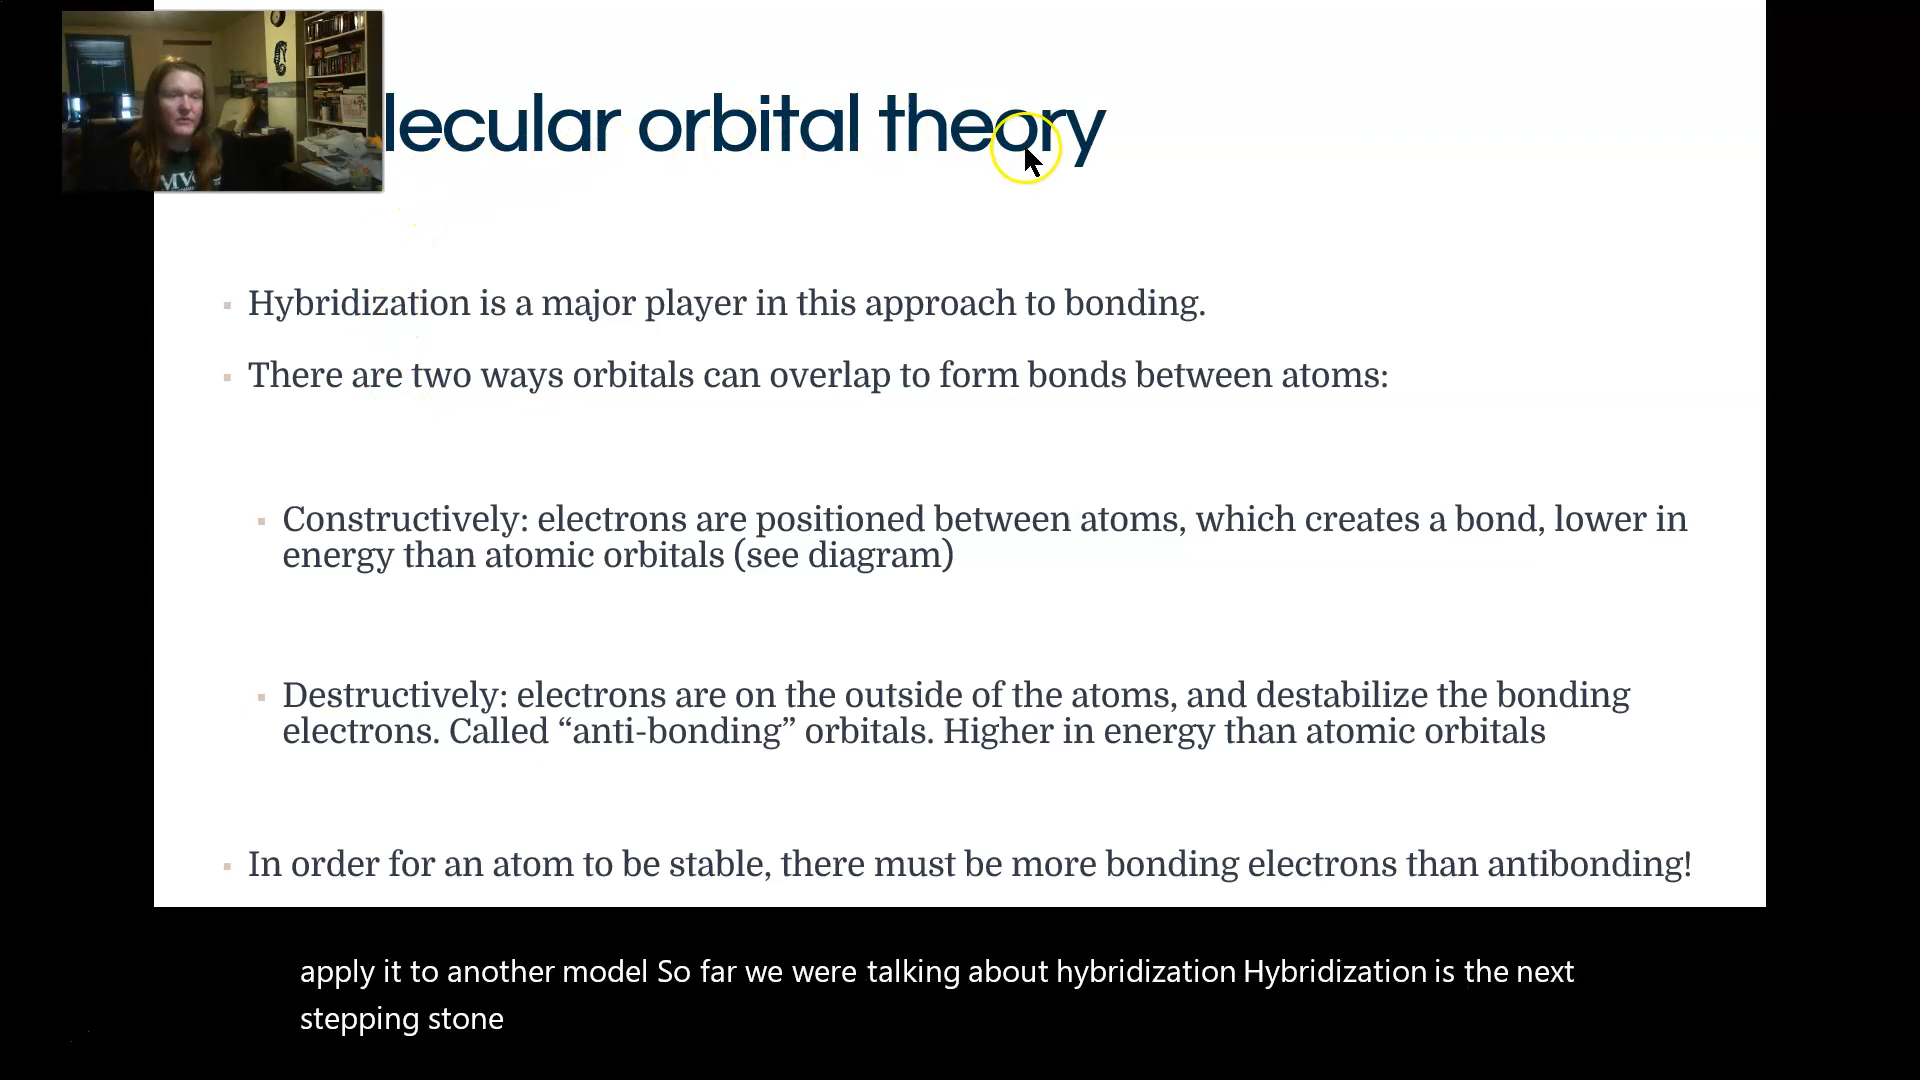 lecular orbital theory
Hybridization is a major player in this approach to bonding.
There are two ways orbitals can overlap to form bonds between atoms:
Constructively: electrons are positioned between atoms, which creates a bond, lower in
energy than atomic orbitals (see diagram)
Destructively: electrons are on the outside of the atoms, and destabilize the bonding
electrons. Called “anti-bonding” orbitals. Higher in energy than atomic orbitals
In order for an atom to be stable, there must be more bonding electrons than antibonding!
apply it to another model So far we were talking about hybridization Hybridization is the next
stepping stone